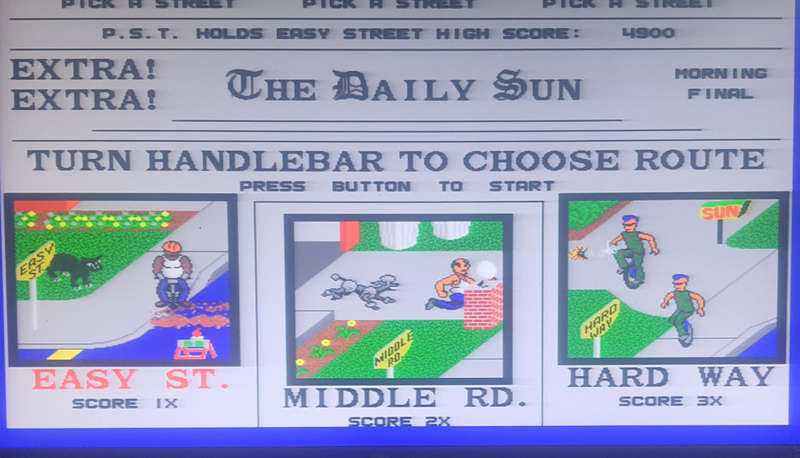 PICK A STREET PICK A STREET PICK A STREET
P.S.T. HOLDS EASY STREET HIGH SCORE: 4900
EXTRA!
EXTRA!
THE DAILY SUN
MORNING
FINAL
TURN HANDLEBAR TO CHOOSE ROUTE
PRESS BUTTON TO START
EASY
ST.
MIDDLE
RD.
SUN
HARD
WAY
EASY ST.
SCORE 1X
MIDDLE RD.
SCORE 2X
HARD WAY
SCORE 3X